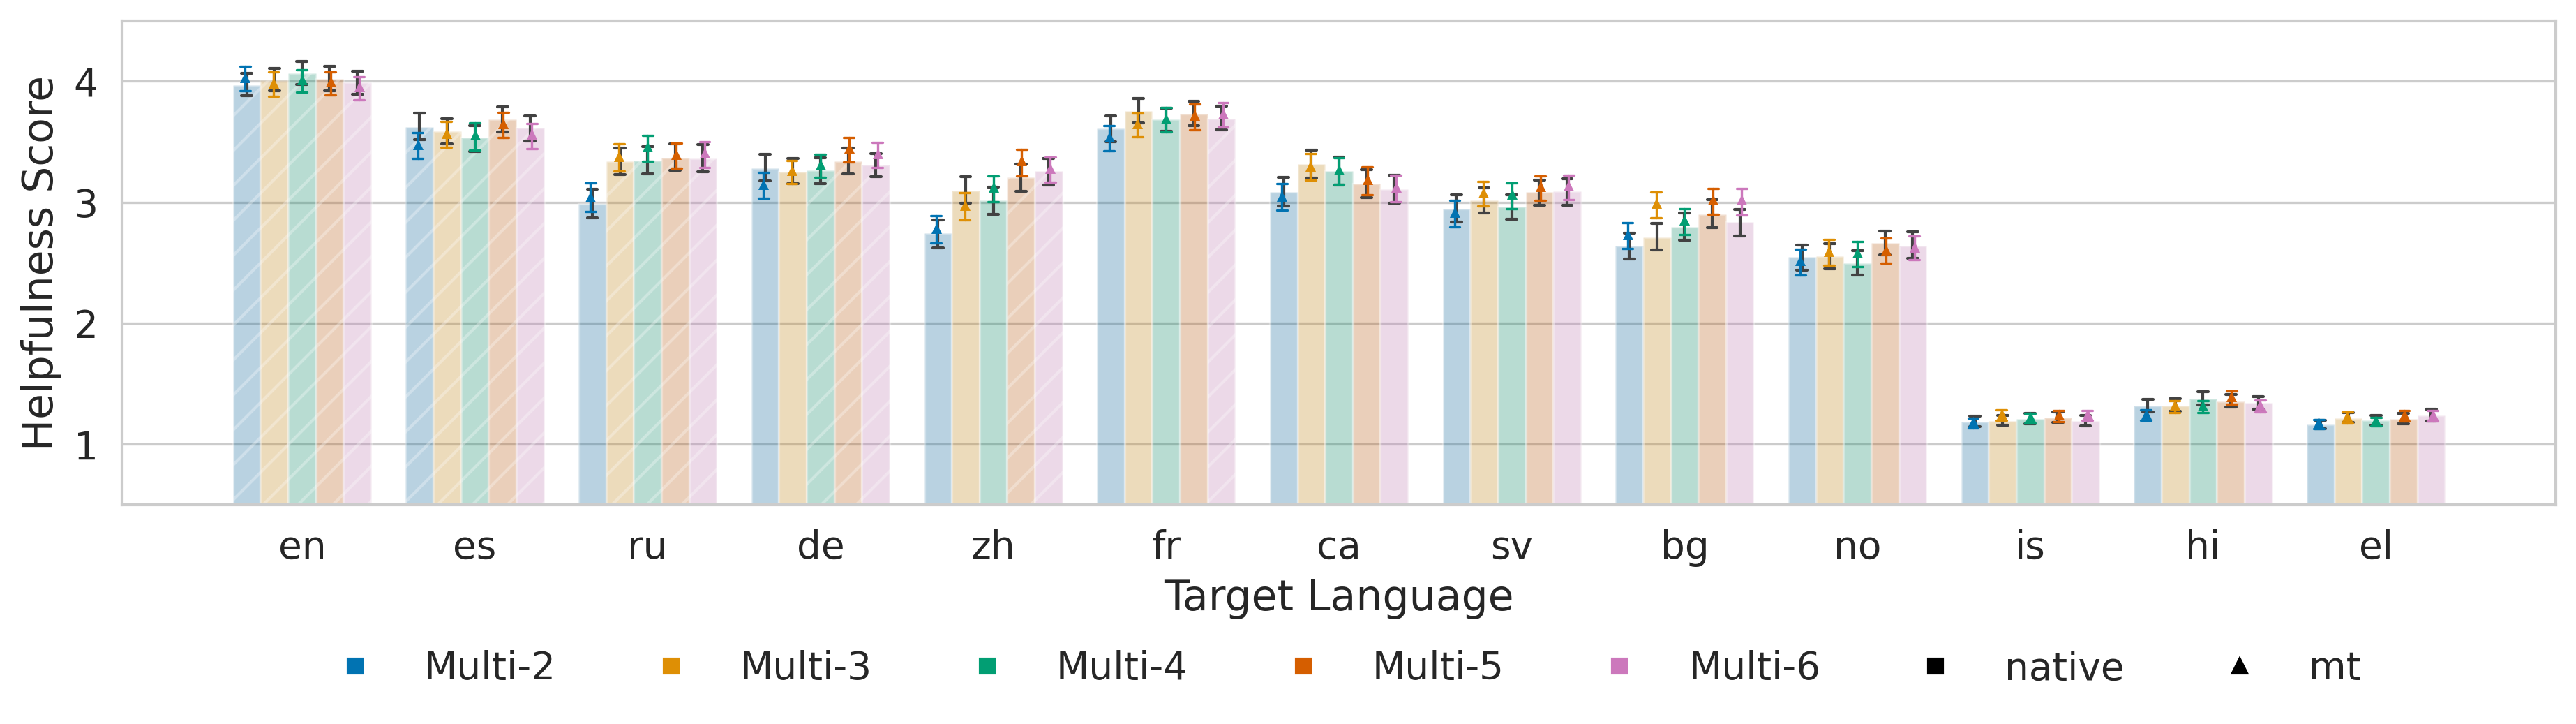 Helpfulness Score
4
3
2
1
en es ru de zh fr ca sv bg no is hi el
Target Language
Multi-2 Multi-3 Multi-4 Multi-5 Multi-6 native mt